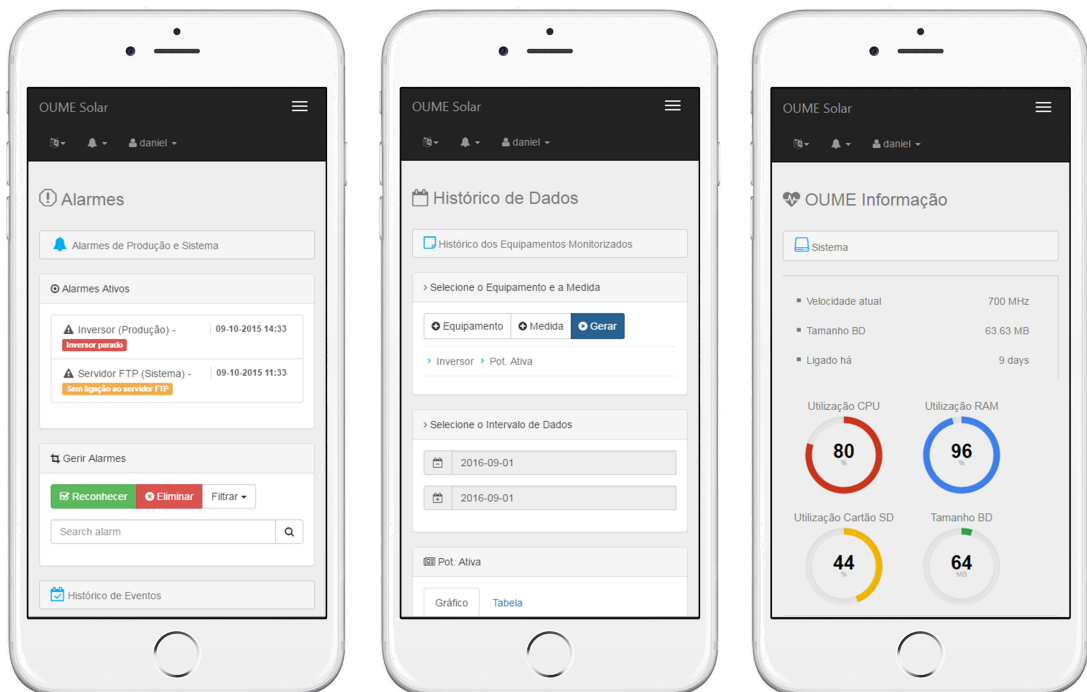 OUME Solar
daniel
Alarmes
Alarmes de Produção e Sistema
Alarmes Ativos
Inversor (Produção) -
09-10-2015 14:33
Inversor parado
Servidor FTP (Sistema) -
09-10-2015 11:33
Sem ligação ao servidor FTP
Gerir Alarmes
Reconhecer Eliminar Filtrar
Search alarm
Histórico de Eventos
OUME Solar
daniel
Histórico de Dados
Histórico dos Equipamentos Monitorizados
> Selecione o Equipamento e a Medida
Equipamento Medida Gerar
> Inversor > Pot. Ativa
> Selecione o Intervalo de Dados
2016-09-01
2016-09-01
Pot. Ativa
Gráfico Tabela
OUME Solar
daniel
OUME Informação
Sistema
Velocidade atual 700 MHz
Tamanho BD 63.63 MB
Ligado há 9 days
Utilização CPU Utilização RAM
80 96
% %
Utilização Cartão SD Tamanho BD
44 64
% MB